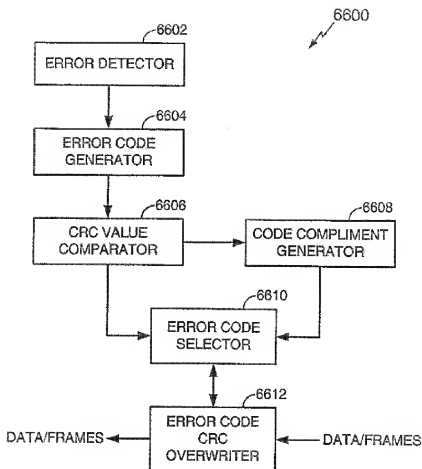 6600
6602
ERROR DETECTOR
6604
ERROR CODE
GENERATOR
6606
CRC VALUE
COMPARATOR
6608
CODE COMPLIMENT
GENERATOR
6610
ERROR CODE
SELECTOR
6612
ERROR CODE
CRC
OVERWRITER
DATA/FRAMES
DATA/FRAMES